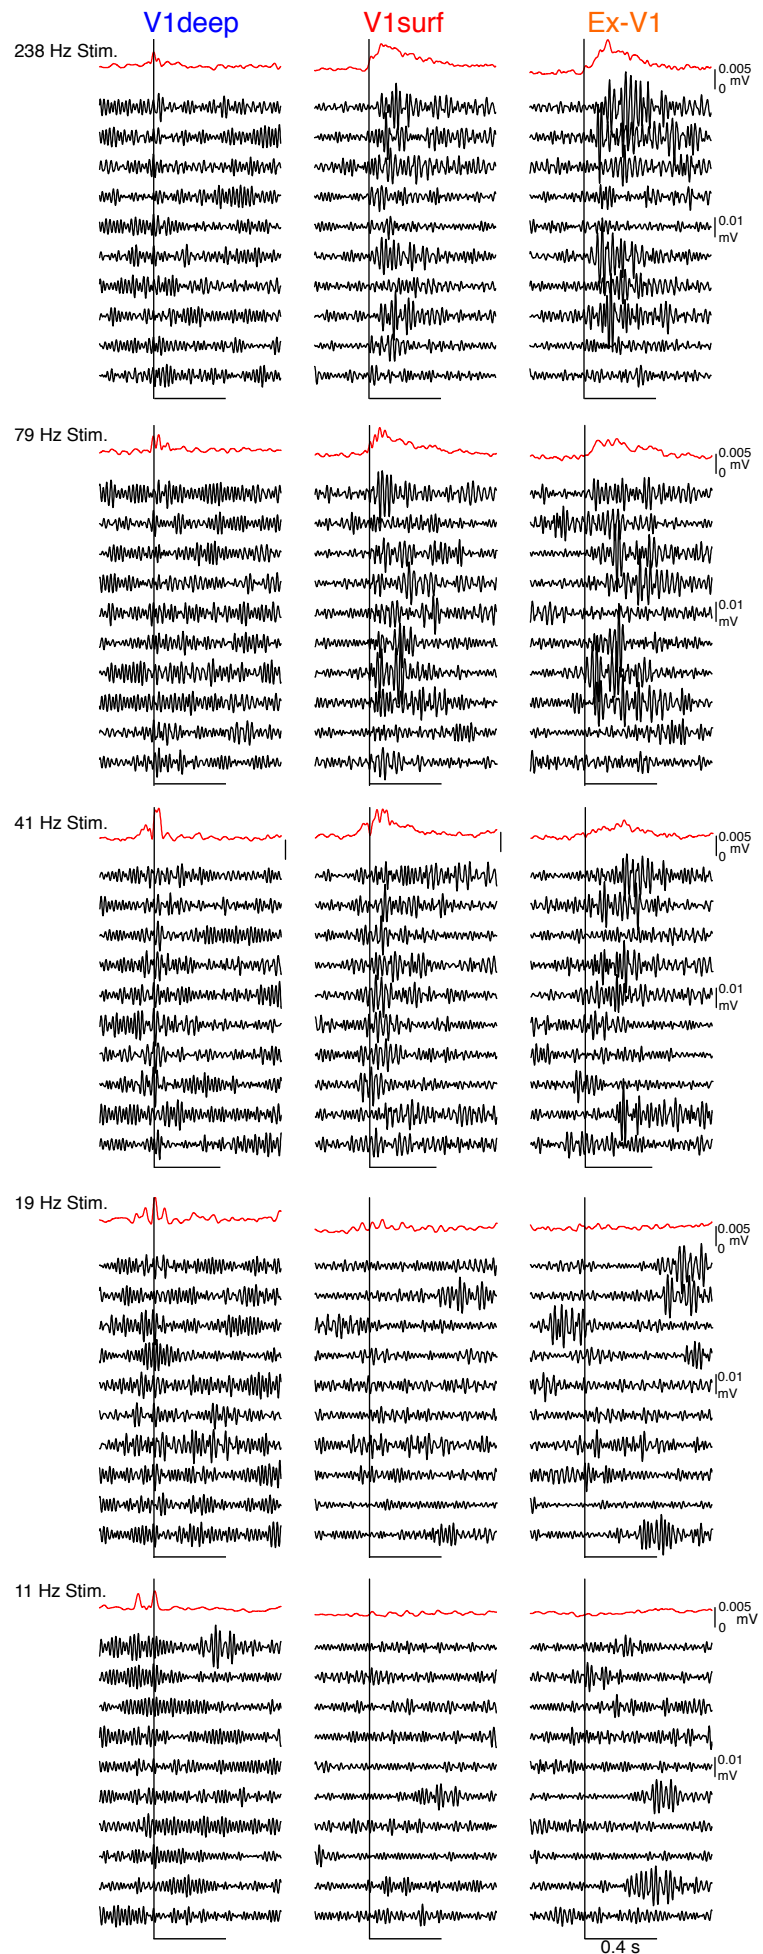 V1deep V1surf Ex-V1
238 Hz Stim.
0.005
0 mV
0.01
mV
79 Hz Stim.
0.005
0 mV
0.01
mV
41 Hz Stim.
0.005
0 mV
0.01
mV
19 Hz Stim.
0.005
0 mV
0.01
mV
11 Hz Stim.
0.005
0 mV
0.01
mV
0.4 s